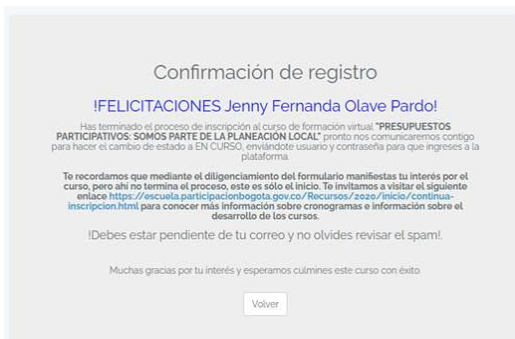 Confirmación de registro
!FELICITACIONES Jenny Fernanda Olave Pardo!
Has terminado el proceso de inscripción al curso de formación virtual "PRESUPUESTOS
PARTICIPATIVOS: SOMOS PARTE DE LA PLANEACIÓN LOCAL" pronto nos comunicaremos contigo
para hacer el cambio de estado a EN CURSO, enviándote usuario y contraseña para que ingreses a la
plataforma.
Te recordamos que mediante el diligenciamiento del formulario manifiestas tu interés por el
curso, pero ahí no termina el proceso, este es sólo el inicio. Te invitamos a visitar el siguiente
enlace https://escuela.participacionbogota.gov.co/Recursos/2020/inicio/continua-
inscripcion.html para conocer más información sobre cronogramas e información sobre el
desarrollo de los cursos.
!Debes estar pendiente de tu correo y no olvides revisar el spam!.
Muchas gracias por tu interés y esperamos culmines este curso con éxito.
Volver